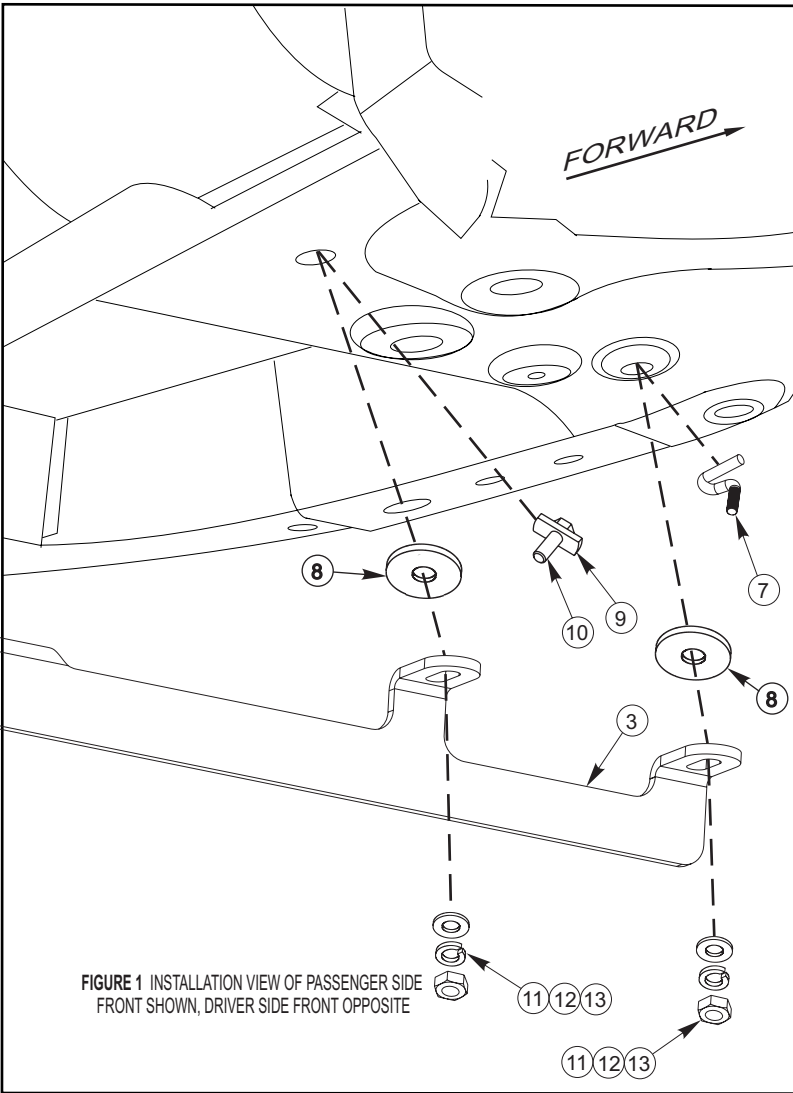 FORWARD
8
10
9
7
8
3
FIGURE 1 INSTALLATION VIEW OF PASSENGER SIDE
FRONT SHOWN, DRIVER SIDE FRONT OPPOSITE
11 12 13
11 12 13